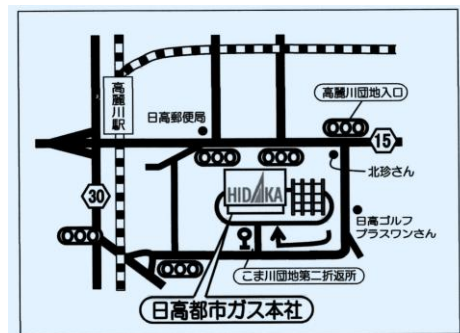 高麗川駅
日高郵便局
高麗川団地入口
15
北珍さん
HIDAKA
30
日高ゴルフ
プラスワンさん
こま川団地第二折返所
日高都市ガス本社